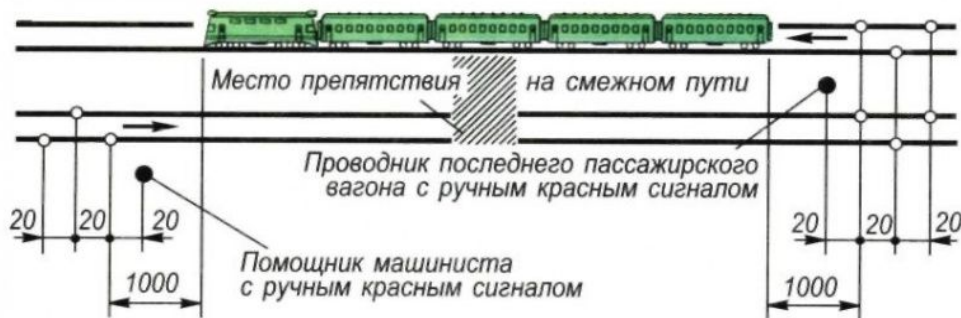 Место препятствия на смежном пути
Проводник последнего пассажирского
вагона с ручным красным сигналом
20 20 20
20 20 20
Помощник машиниста
с ручным красным сигналом
1000
1000